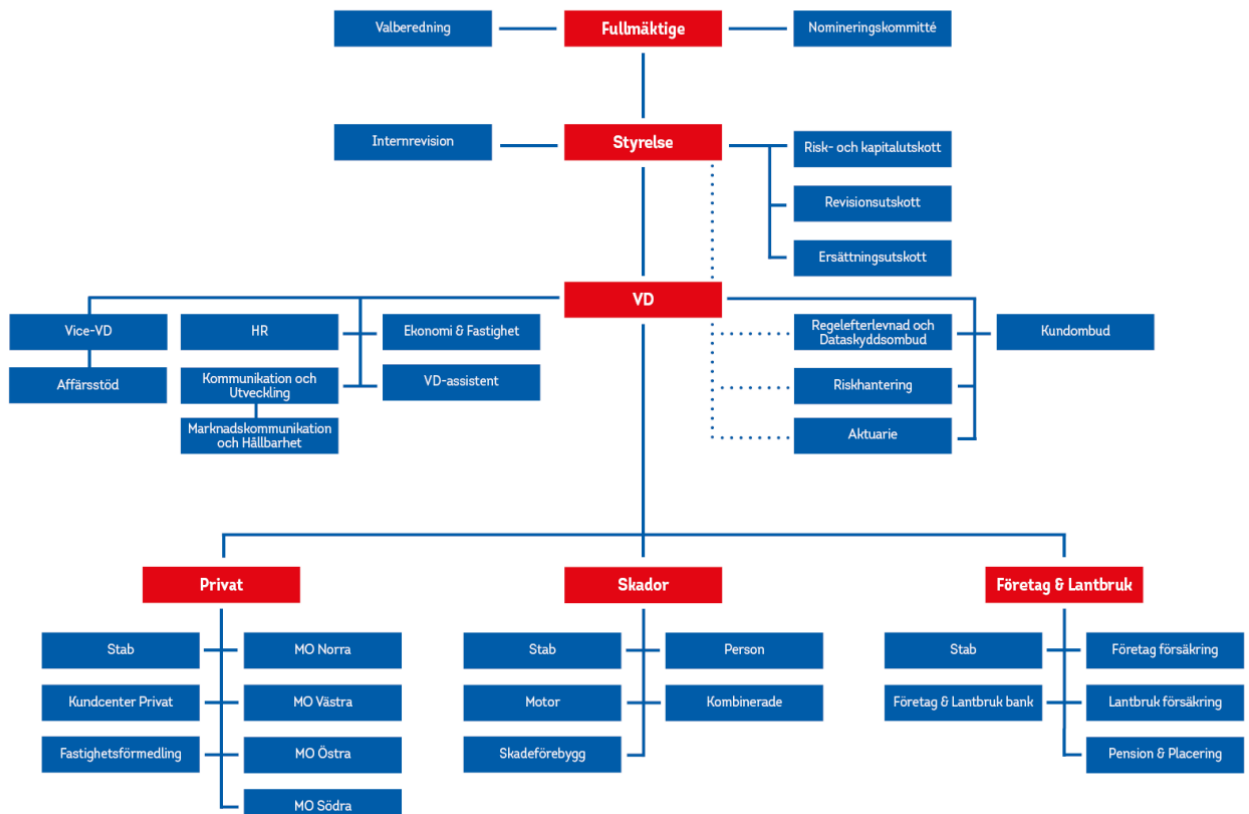 Valberedning
Fullmäktige
Nomineringskommitté
Internrevision
Styrelse
Risk- och kapitalutskott
Revisionsutskott
Ersättningsutskott
VD
Vice-VD
HR
Ekonomi & Fastighet
Regelefterlevnad och
Dataskyddsombud
Kundombud
Affärsstöd
Kommunikation och
Utveckling
VD-assistent
Riskhantering
Marknadskommunikation
och Hållbarhet
Aktuarie
Privat
Skador
Företag & Lantbruk
Stab
MO Norra
Stab
Person
Stab
Företag försäkring
Kundcenter Privat
MO Västra
Motor
Kombinerade
Företag & Lantbruk bank
Lantbruk försäkring
Fastighetsförmedling
MO Östra
Skadeförebygg
Pension & Placering
MO Södra